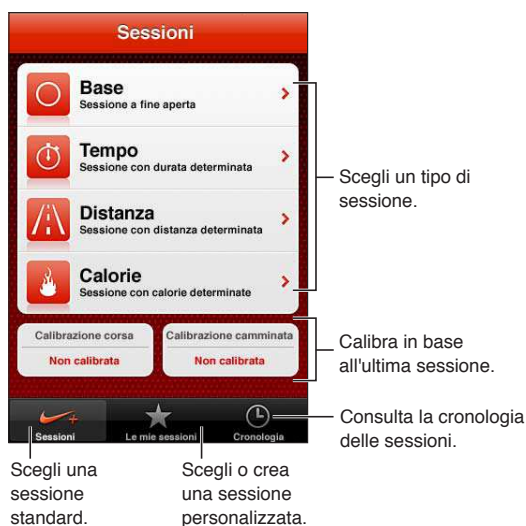 Sessioni
Base
Sessione a fine aperta
Tempo
Sessione con durata determinata
Distanza
Sessione con distanza determinata
Calorie
Sessione con calorie determinate
Scegli un tipo di
sessione.
Calibrazione corsa
Non calibrata
Calibrazione camminata
Non calibrata
Calibra in base
all'ultima sessione.
Sessioni
Le mie sessioni
Cronologia
Consulta la cronologia
delle sessioni.
Scegli una
sessione
standard.
Scegli o crea
una sessione
personalizzata.